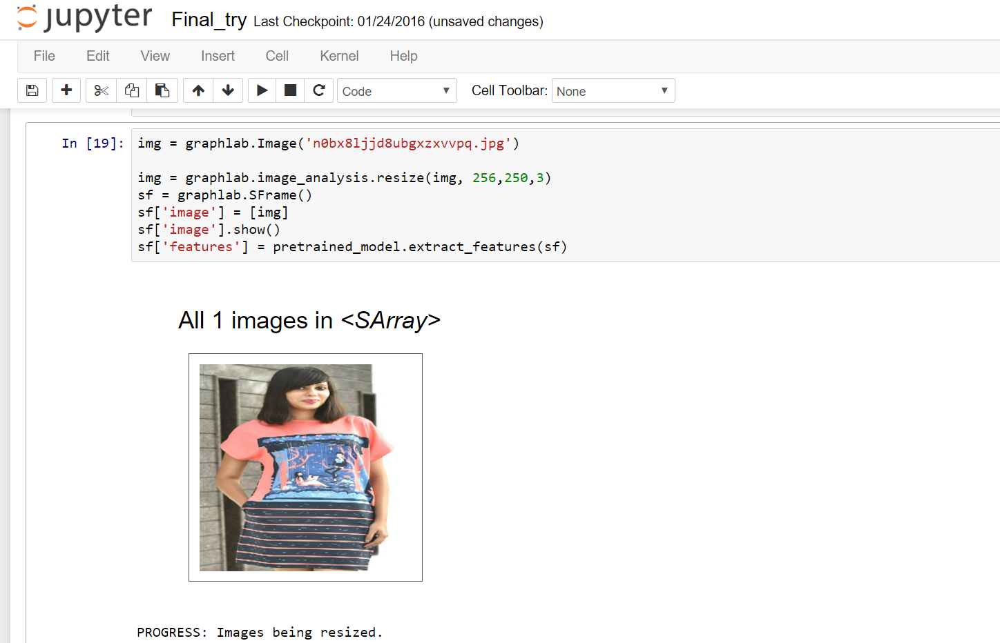 jupyter Final_try Last Checkpoint: 01/24/2016 (unsaved changes)
File Edit View Insert Cell Kernel Help
Code Cell Toolbar: None
In [19]: img = graphlab.Image('n0bx8ljjd8ubgxzxvvpq.jpg')
img = graphlab.image_analysis.resize(img, 256,250,3)
sf = graphlab.SFrame()
sf['image'] = [img]
sf['image'].show()
sf['features'] = pretrained_model.extract_features(sf)
All 1 images in <SArray>
PROGRESS: Images being resized.